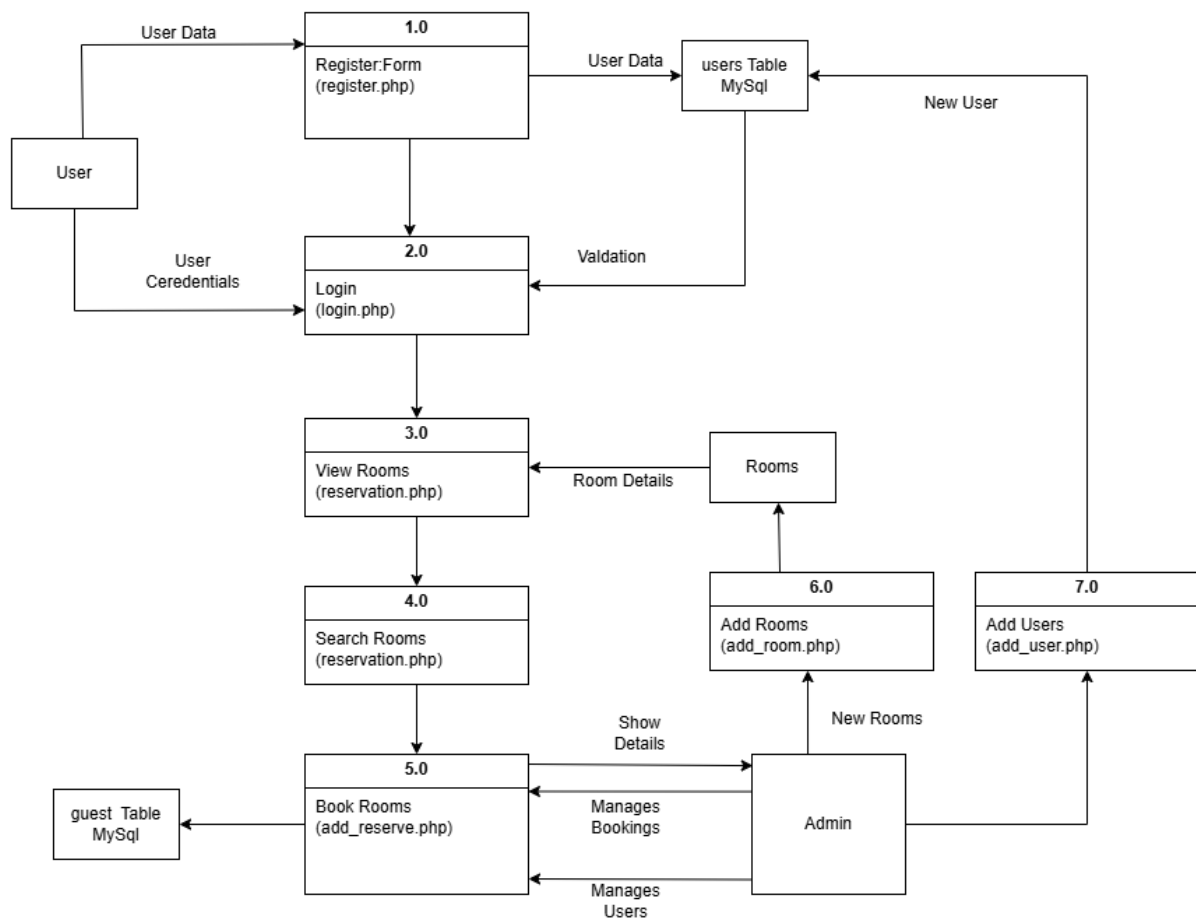 User Data
1.0
Register:Form
(register.php)
User Data
users Table
MySql
New User
User
User
Ceredentials
2.0
Login
(login.php)
Valdation
3.0
View Rooms
(reservation.php)
Room Details
Rooms
4.0
Search Rooms
(reservation.php)
6.0
Add Rooms
(add_room.php)
7.0
Add Users
(add_user.php)
New Rooms
Show
Details
5.0
Book Rooms
(add_reserve.php)
guest Table
MySql
Manages
Bookings
Admin
Manages
Users